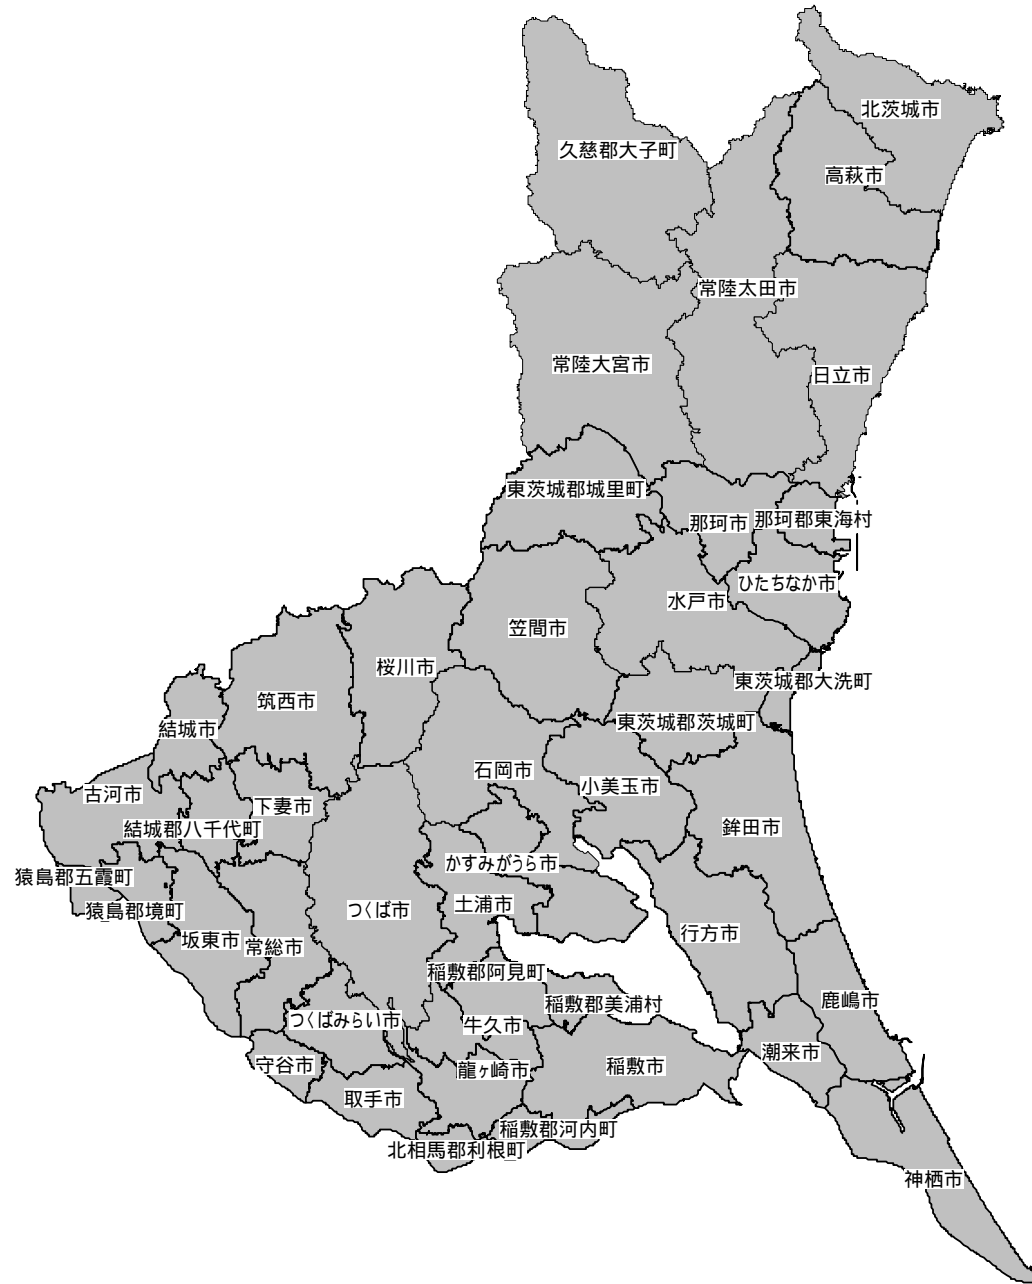 北茨城市
久慈郡大子町
高萩市
常陸太田市
常陸大宮市
日立市
東茨城郡城里町
那珂市
那珂郡東海村
ひたちなか市
水戸市
笠間市
桜川市
東茨城郡大洗町
筑西市
東茨城郡茨城町
結城市
石岡市
小美玉市
古河市
下妻市
結城郡八千代町
鉾田市
かすみがうら市
猿島郡五霞町
猿島郡境町
つくば市
土浦市
坂東市
常総市
行方市
稲敷郡阿見町
稲敷郡美浦村
鹿嶋市
つくばみらい市
牛久市
潮来市
守谷市
龍ヶ崎市
稲敷市
取手市
稲敷郡河内町
北相馬郡利根町
神栖市